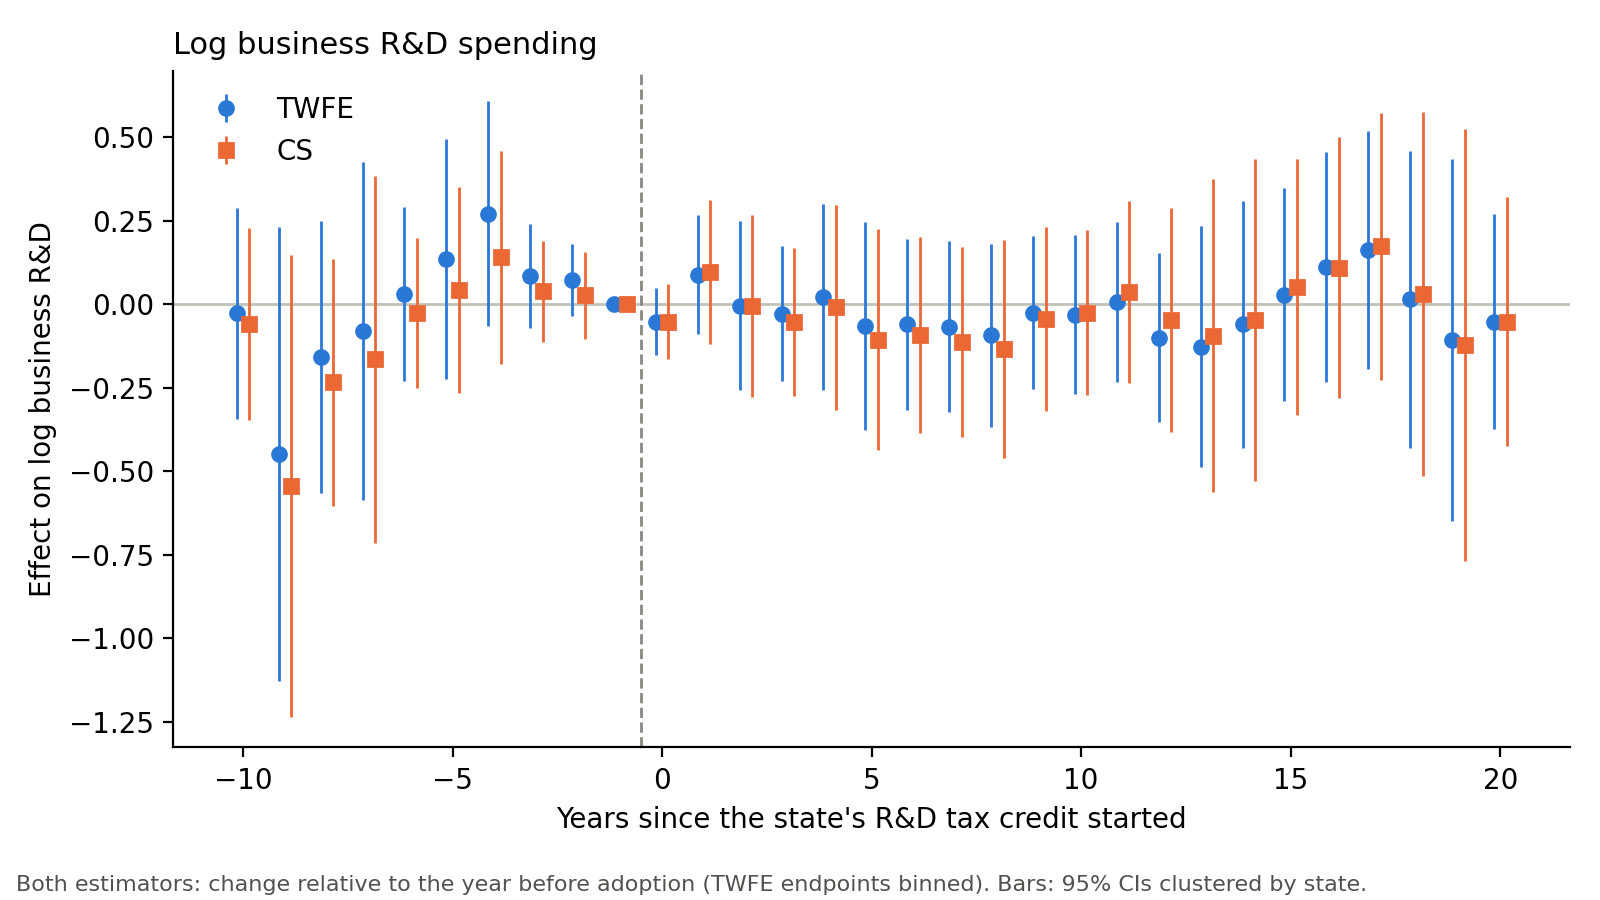 Log business R&D spending
TWFE
CS
Effect on log business R&D
0.50
0.25
0.00
−0.25
−0.50
−0.75
−1.00
−1.25
−10
−5
0
5
10
15
20
Years since the state's R&D tax credit started
Both estimators: change relative to the year before adoption (TWFE endpoints binned). Bars: 95% CIs clustered by state.